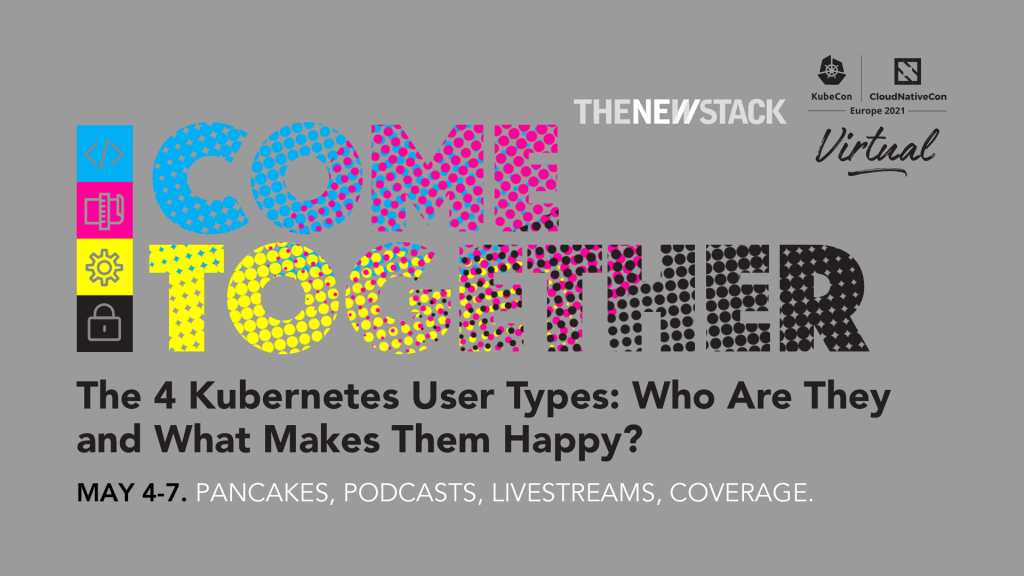 THENEWSTACK
KubeCon
CloudNativeCon
Europe 2021
Virtual
</>
COME
TOGETHER
The 4 Kubernetes User Types: Who Are They
and What Makes Them Happy?
MAY 4-7. PANCAKES, PODCASTS, LIVESTREAMS, COVERAGE.